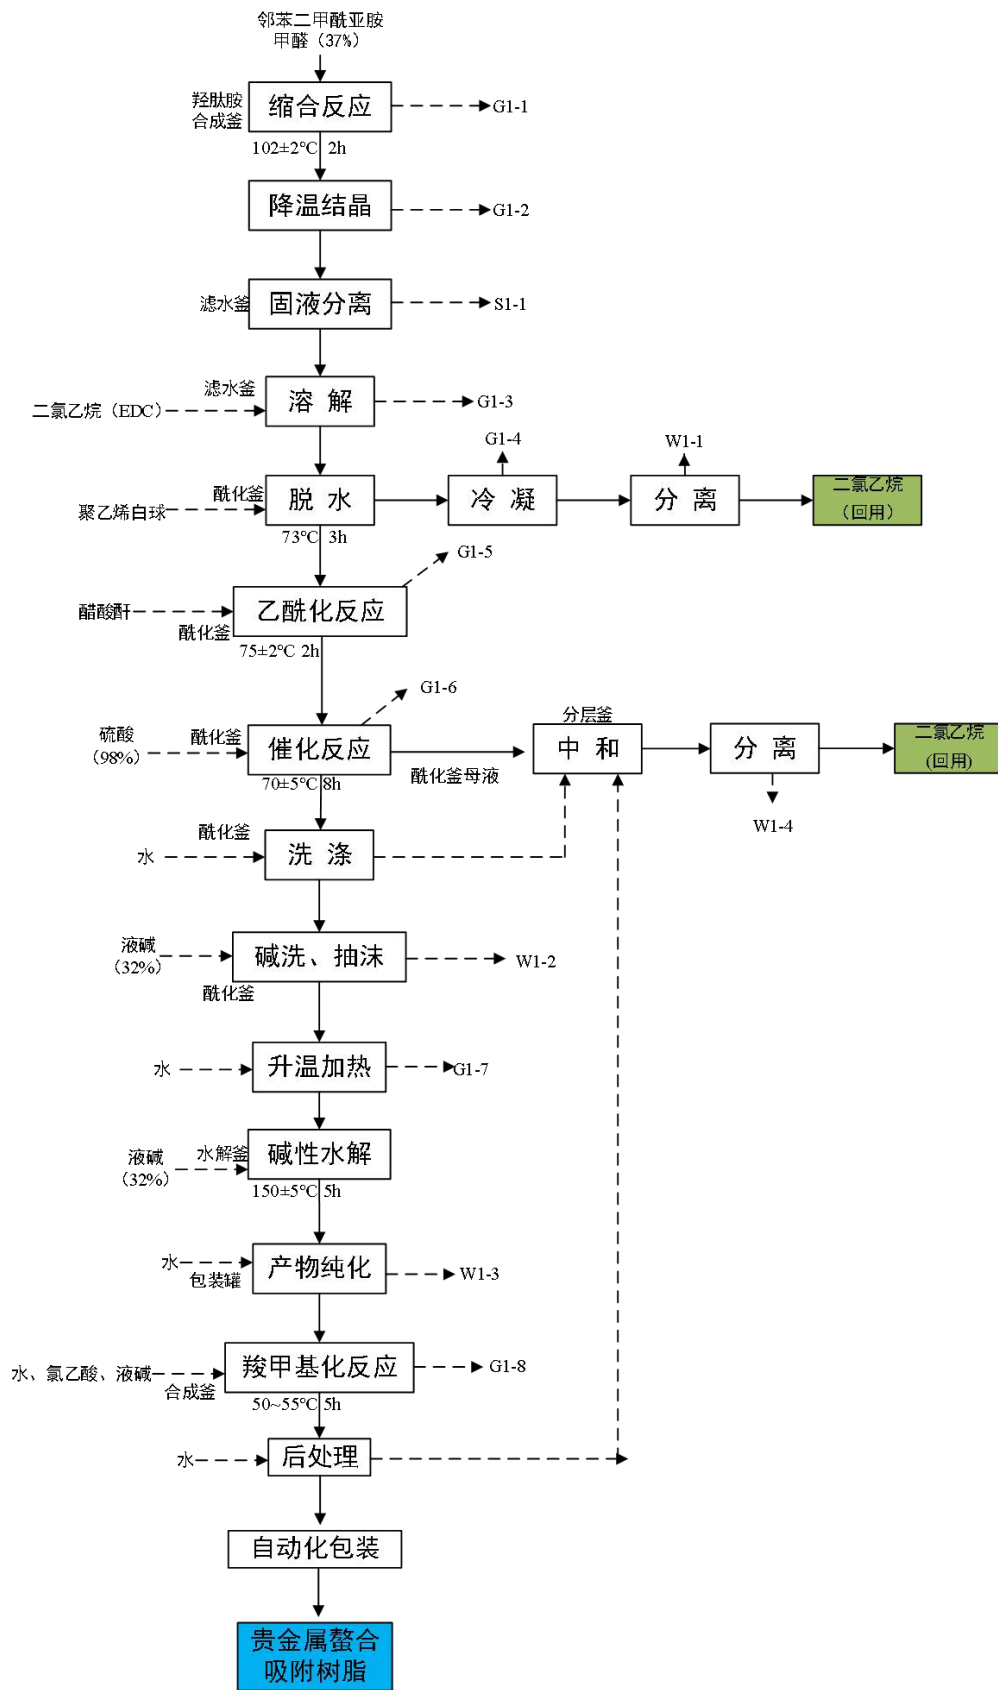 邻苯二甲酰亚胺
甲醛（37%）
羟肽胺
合成釜
缩合反应
G1-1
102±2℃ 2h
降温结晶
G1-2
滤水釜
固液分离
S1-1
滤水釜
二氯乙烷（EDC）
溶 解
G1-3
G1-4
W1-1
酰化釜
聚乙烯白球
脱 水
冷 凝
分 离
二氯乙烷
（回用）
73℃ 3h
G1-5
醋酸酐
酰化釜
乙酰化反应
75±2℃ 2h
G1-6
硫酸
（98%）
酰化釜
催化反应
酰化釜母液
分层釜
中 和
分 离
二氯乙烷
(回用)
70±5℃ 8h
W1-4
酰化釜
水
洗 涤
液碱
（32%）
碱洗、抽沫
W1-2
酰化釜
水
升温加热
G1-7
液碱
（32%）
水解釜
碱性水解
150±5℃ 5h
水
包装罐
产物纯化
W1-3
水、氯乙酸、液碱
合成釜
羧甲基化反应
G1-8
50~55℃ 5h
水
后处理
自动化包装
贵金属螯合
吸附树脂